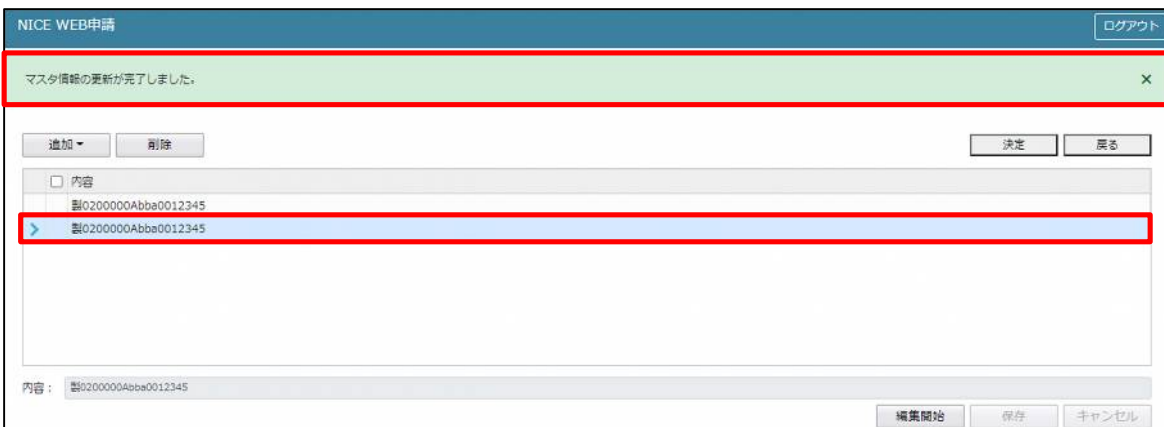 NICE WEB申請 ログアウト
マスタ情報の更新が完了しました。 ×
追加 削除 決定 戻る
内容
製0200000Abba0012345
製0200000Abba0012345
内容: 製0200000Abba0012345
編集開始 保存 キャンセル